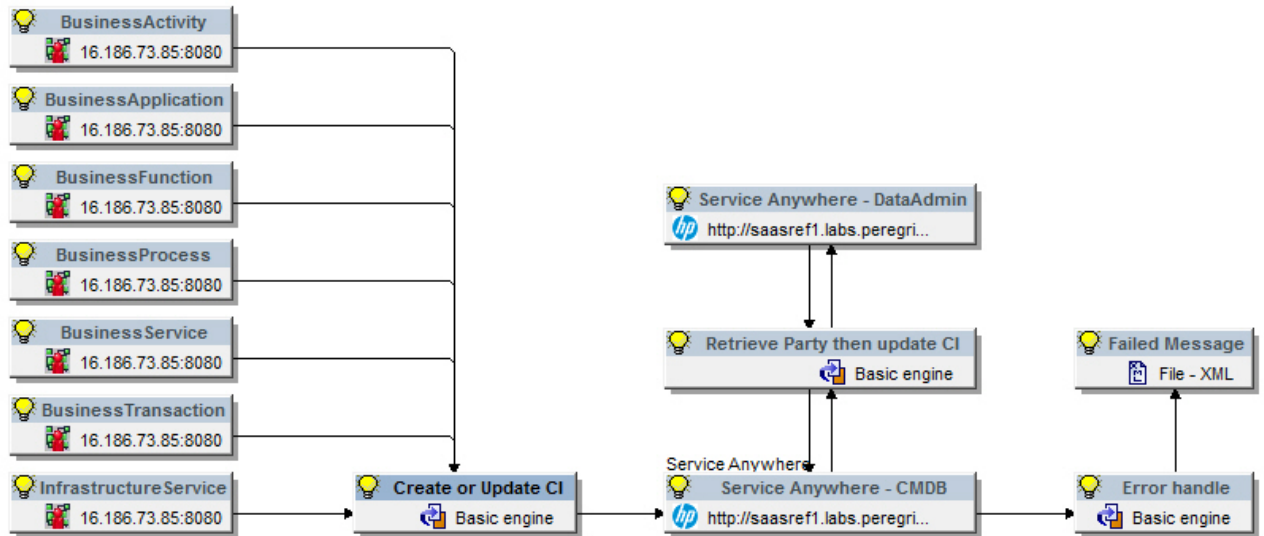 BusinessActivity
16.186.73.85:8080
BusinessApplication
16.186.73.85:8080
BusinessFunction
16.186.73.85:8080
BusinessProcess
16.186.73.85:8080
BusinessService
16.186.73.85:8080
BusinessTransaction
16.186.73.85:8080
InfrastructureService
16.186.73.85:8080
Create or Update CI
Basic engine
Service Anywhere - DataAdmin
hp http://saasref1.labs.peregri...
Retrieve Party then update CI
Basic engine
Service Anywhere
Service Anywhere - CMDB
hp http://saasref1.labs.peregri...
Failed Message
File - XML
Error handle
Basic engine